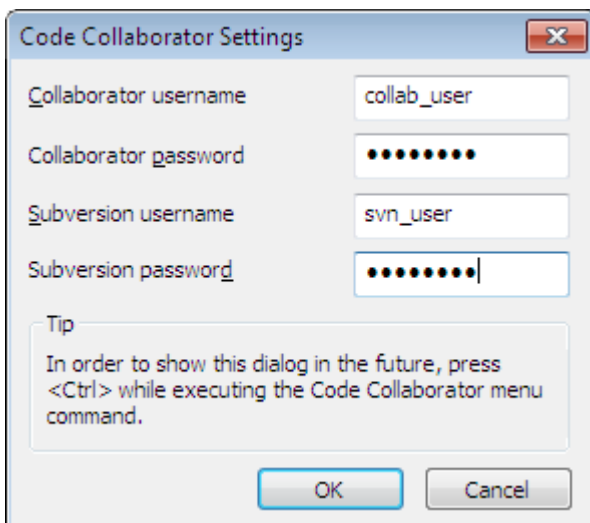 Code Collaborator Settings
Collaborator username collab_user
Collaborator password ●●●●●●●●
Subversion username svn_user
Subversion password ●●●●●●●●
Tip
In order to show this dialog in the future, press
<Ctrl> while executing the Code Collaborator menu
command.
OK Cancel